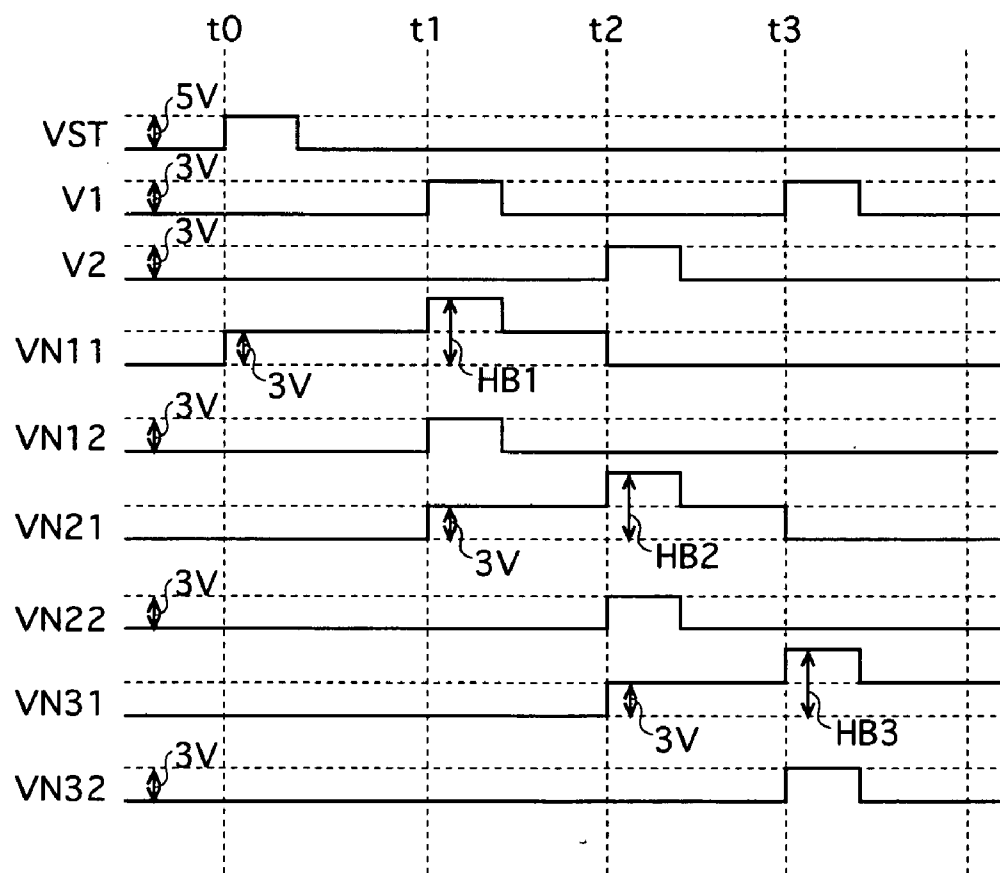 t0 t1 t2 t3
5V
VST
3V
V1
3V
V2
VN11
3V
HB1
3V
VN12
VN21
3V
HB2
3V
VN22
VN31
3V
HB3
3V
VN32